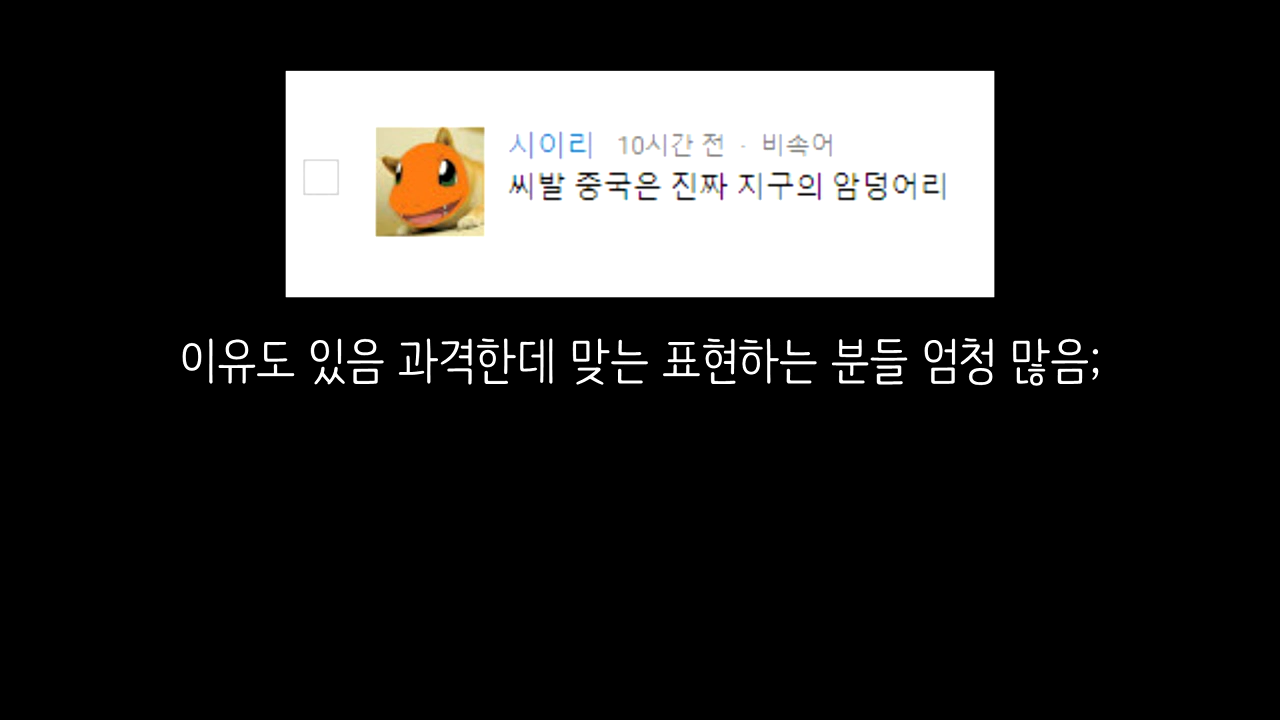 시이리 10시간 전 · 비속어
씨발 중국은 진짜 지구의 암덩어리
이유도 있음 과격한데 맞는 표현하는 분들 엄청 많음;